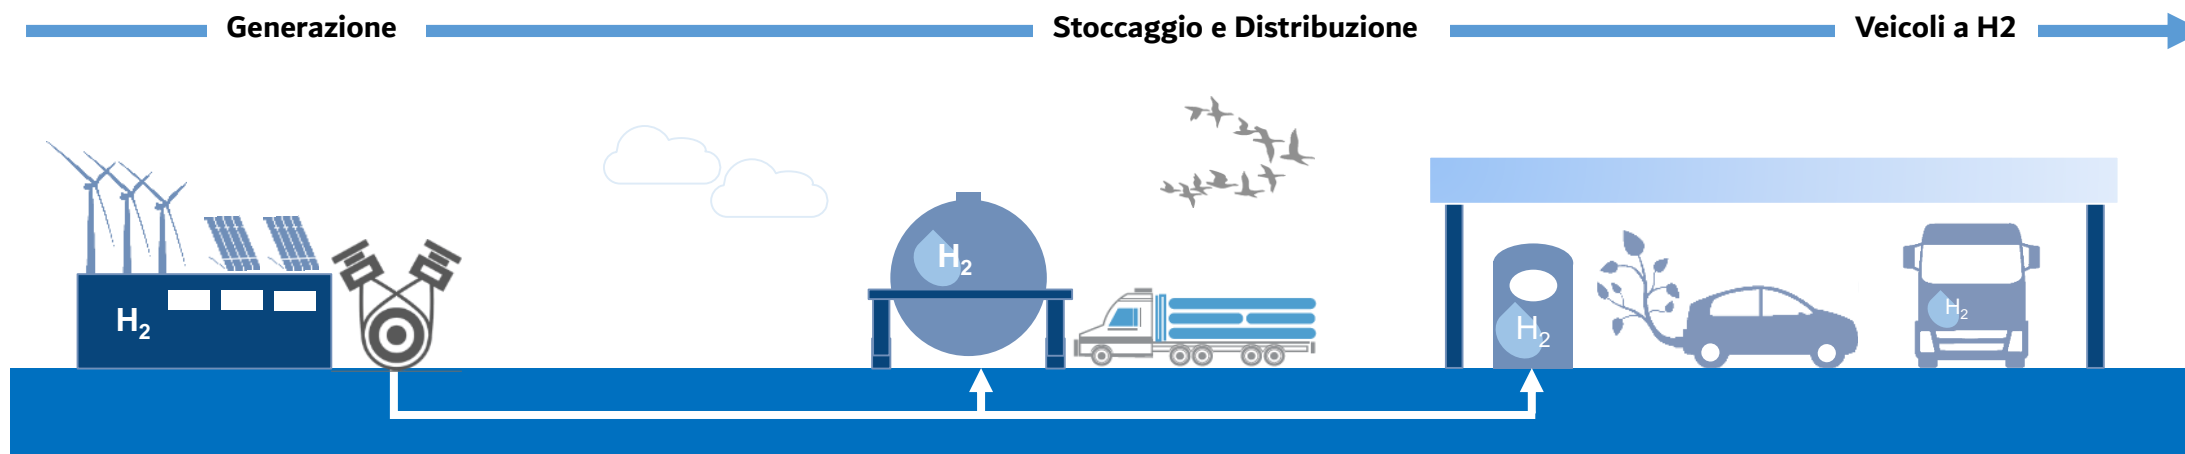 Generazione
Stoccaggio e Distribuzione
Veicoli a H2
H2
H2
H2
H2